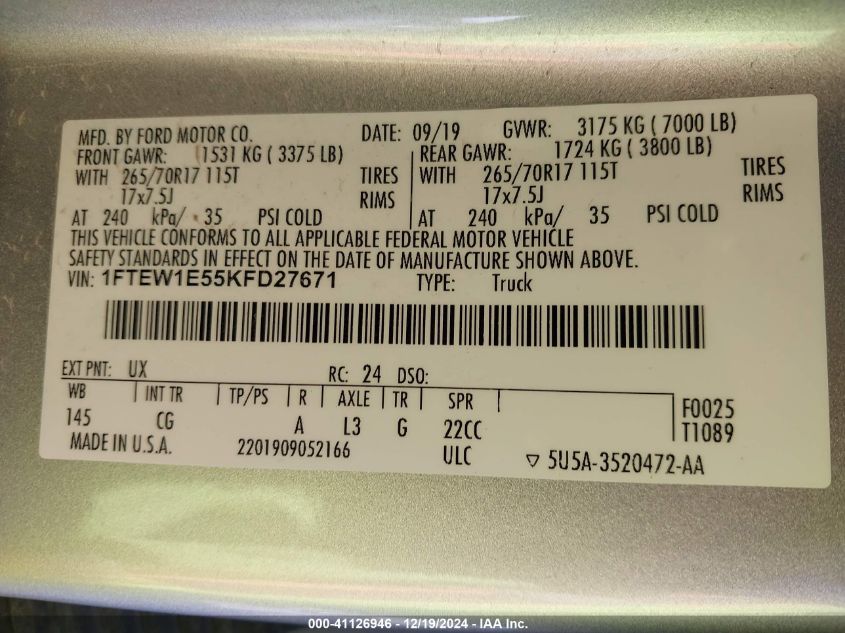 MFD. BY FORD MOTOR CO. DATE: 09/19 GVWR: 3175 KG ( 7000 LB)
FRONT GAWR: 1531 KG ( 3375 LB) REAR GAWR: 1724 KG ( 3800 LB)
WITH 265/70R17 115T TIRES WITH 265/70R17 115T TIRES
17x7.5J RIMS 17x7.5J RIMS
AT 240 kPa/ 35 PSI COLD AT 240 kPa/ 35 PSI COLD
THIS VEHICLE CONFORMS TO ALL APPLICABLE FEDERAL MOTOR VEHICLE
SAFETY STANDARDS IN EFFECT ON THE DATE OF MANUFACTURE SHOWN ABOVE.
VIN: 1FTEW1E55KFD27671 TYPE: Truck
EXT PNT: UX RC: 24 DSO:
WB INT TR TP/PS R AXLE TR SPR F0025
145 CG A L3 G 22CC T1089
MADE IN U.S.A. 2201909052166 ULC ▽ 5U5A-3520472-AA
000-41126946 - 12/19/2024 - IAA Inc.